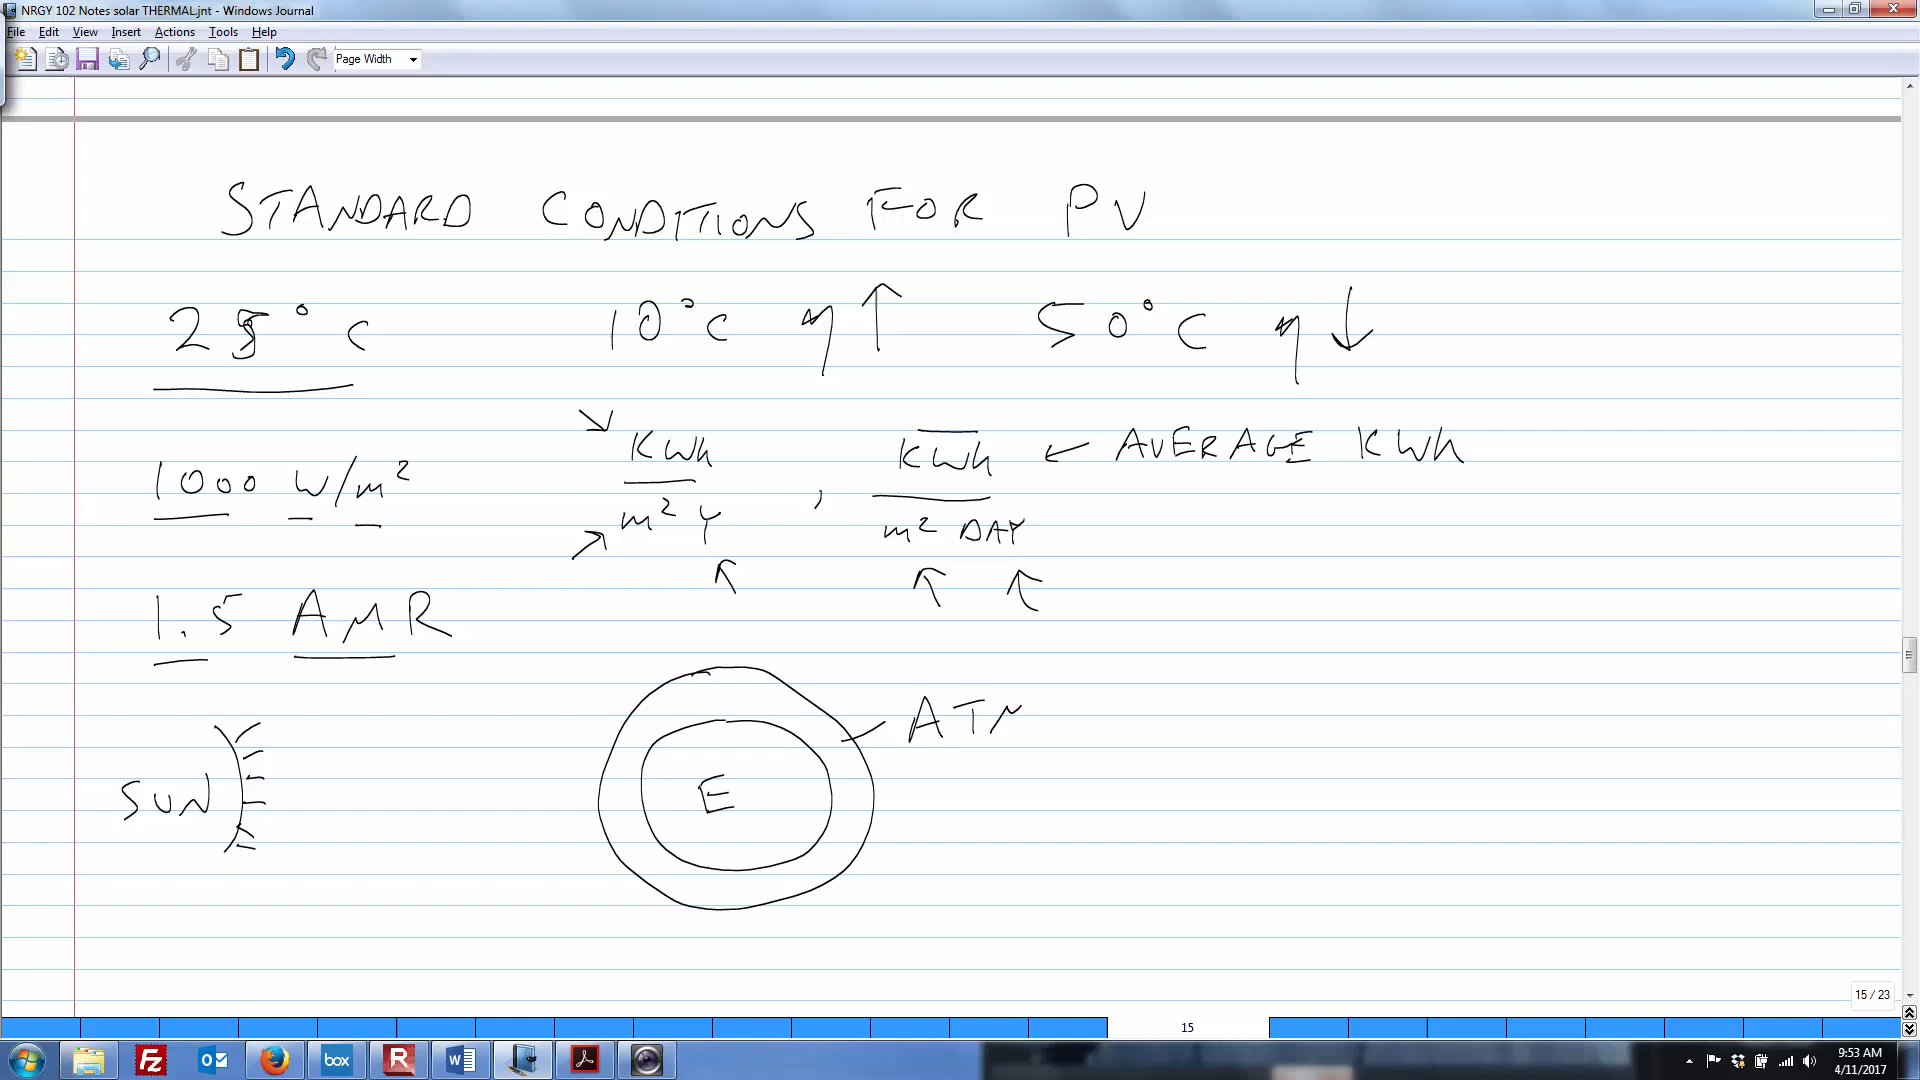 NRGY 102 Notes solar THERMAL.jnt - Windows Journal
File Edit View Insert Actions Tools Help
Page Width
STANDARD CONDITIONS FOR PV
25°C 10°C η↑ 50°C η↓
1000 W/m² KWh/m² Y , KWh/m² DAY ← AVERAGE KWh
1.5 AMR
ATM
SUN E
15 / 23
15
Fz O box R W
9:53 AM
4/11/2017